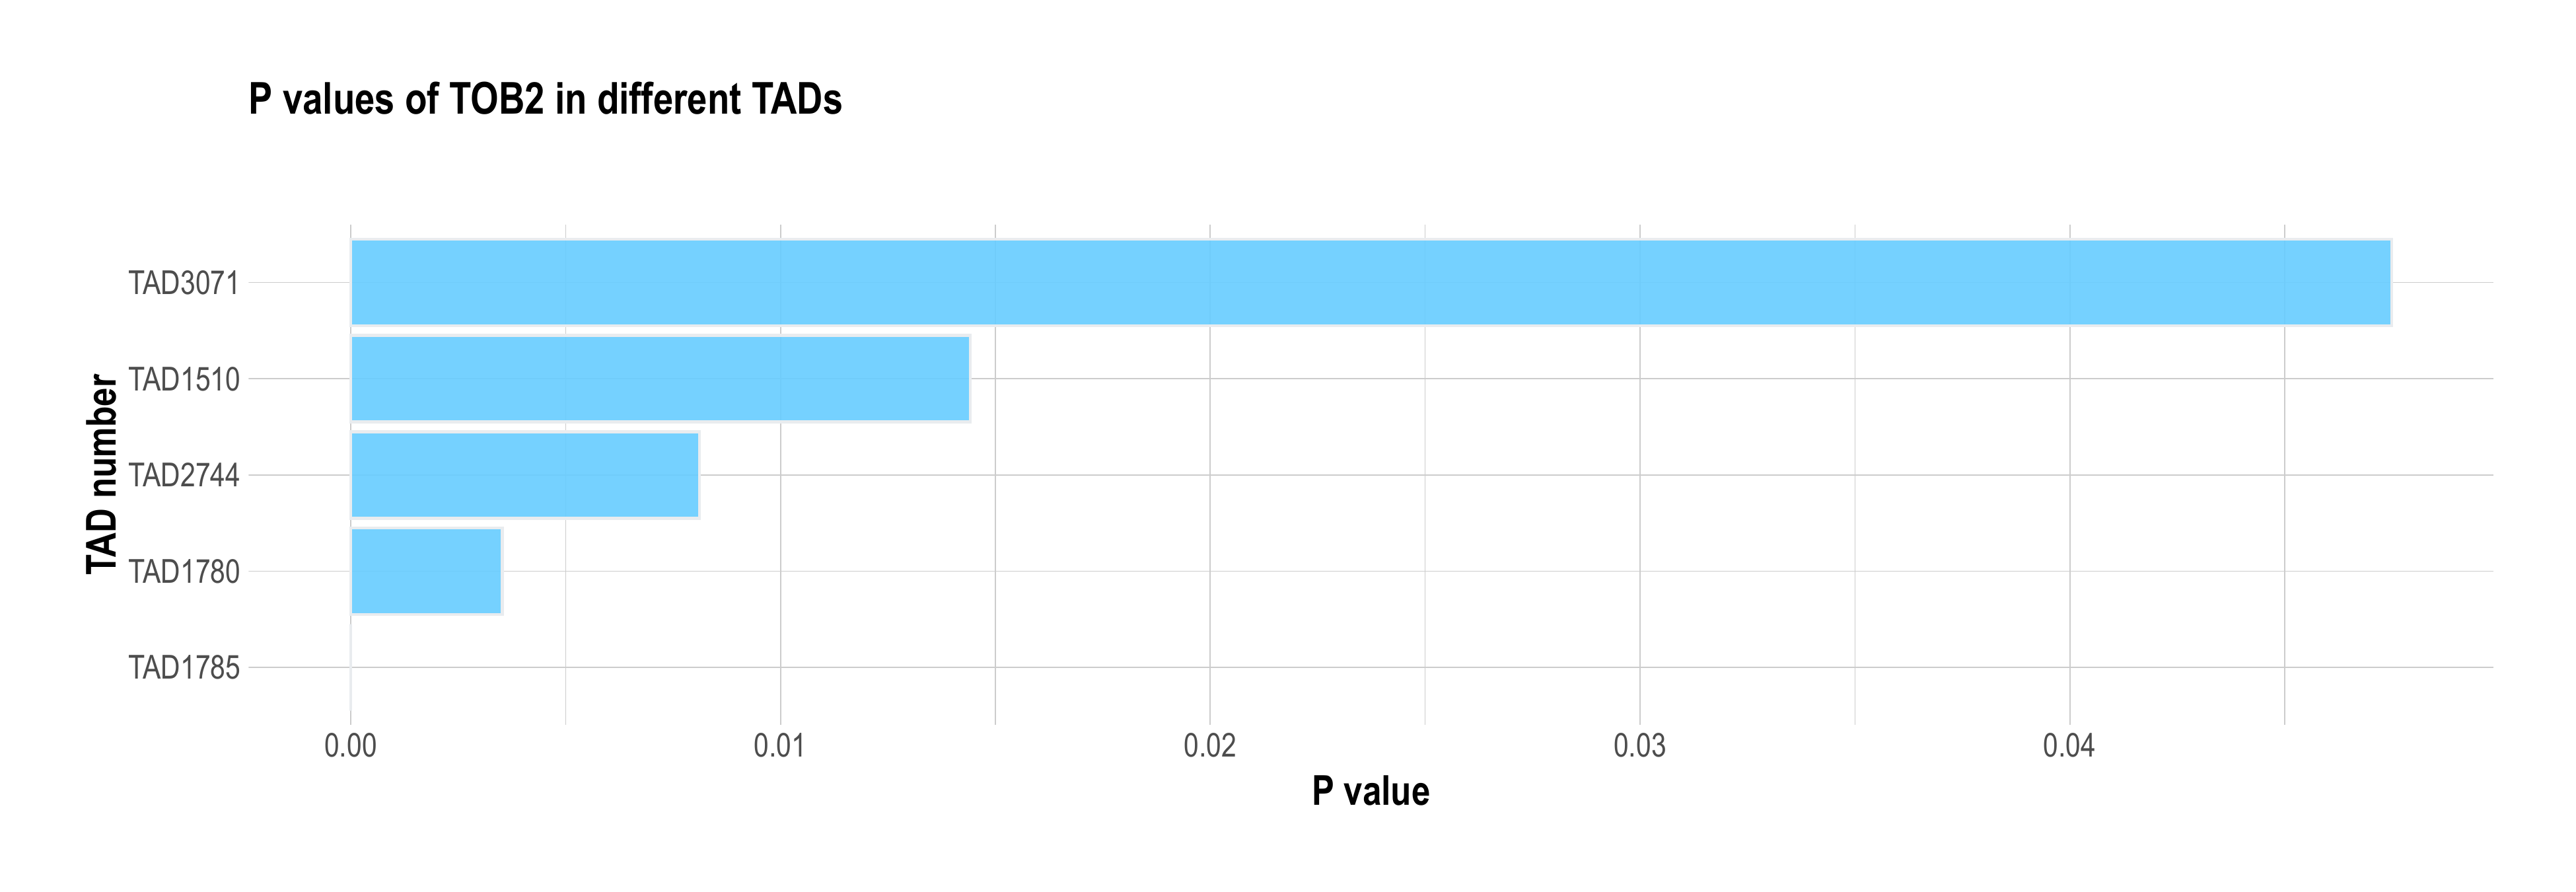 P values of TOB2 in different TADs
TAD number
TAD3071
TAD1510
TAD2744
TAD1780
TAD1785
0.00 0.01 0.02 0.03 0.04
P value